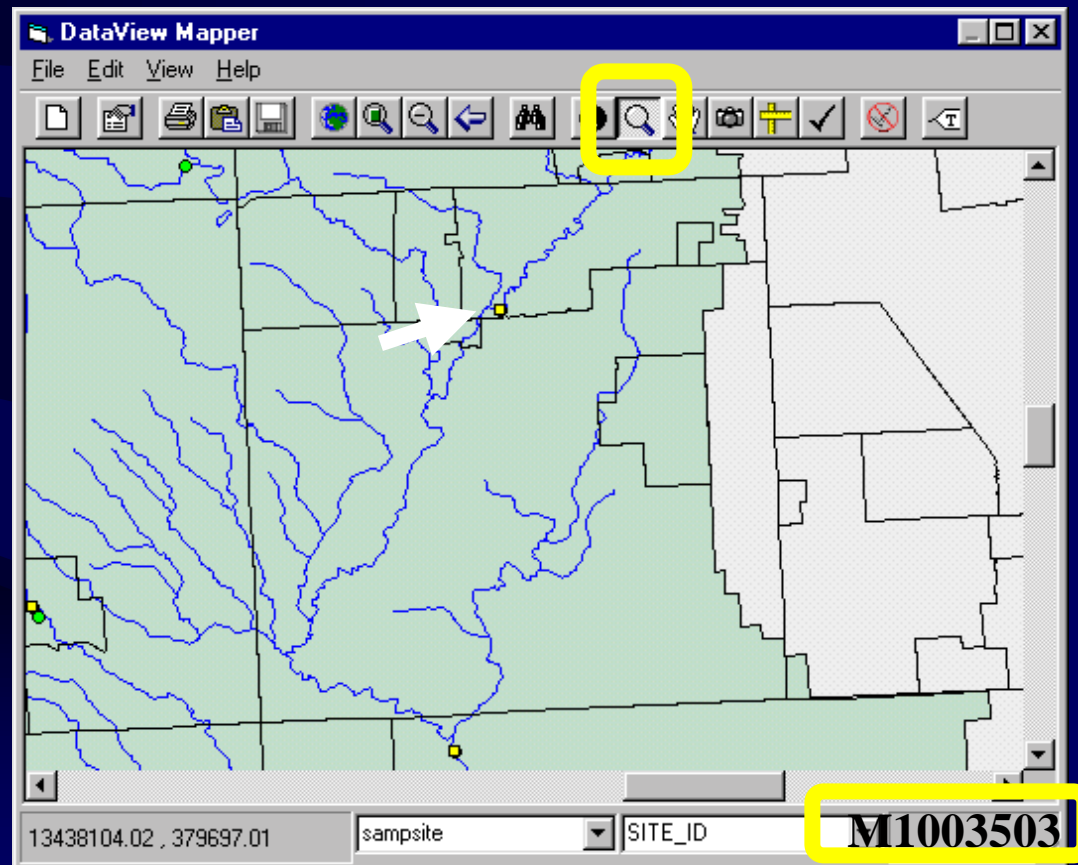 DataView Mapper
File Edit View Help
T
13438104.02 , 379697.01 sampsite SITE_ID M1003503